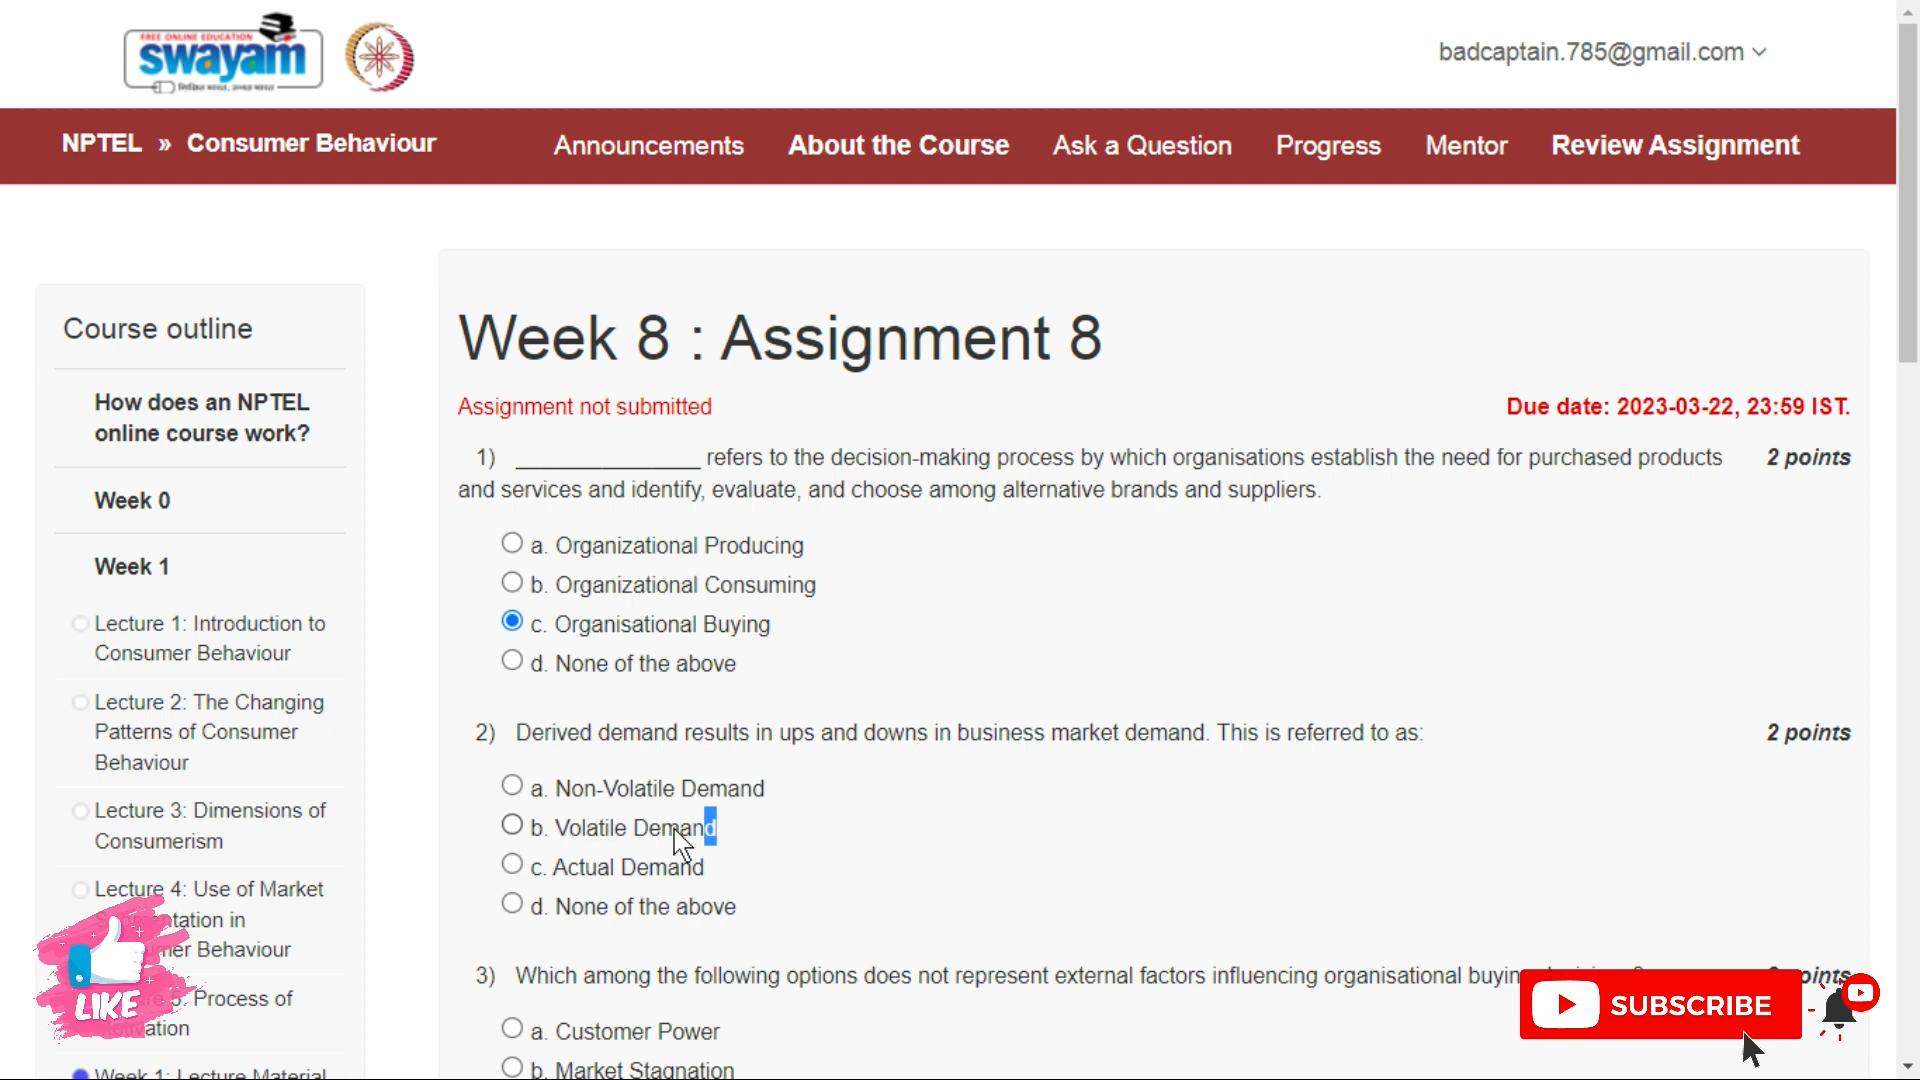 FREE ONLINE EDUCATION
swayam
badcaptain.785@gmail.com
NPTEL » Consumer Behaviour
Announcements
About the Course
Ask a Question
Progress
Mentor
Review Assignment
Course outline
How does an NPTEL
online course work?
Week 0
Week 1
Lecture 1: Introduction to
Consumer Behaviour
Lecture 2: The Changing
Patterns of Consumer
Behaviour
Lecture 3: Dimensions of
Consumerism
Lecture 4: Use of Market
ntation in
mer Behaviour
5: Process of
vation
Week 1: Lecture Material
LIKE
Week 8 : Assignment 8
Assignment not submitted
Due date: 2023-03-22, 23:59 IST.
1) _______________ refers to the decision-making process by which organisations establish the need for purchased products
2 points
and services and identify, evaluate, and choose among alternative brands and suppliers.
a. Organizational Producing
b. Organizational Consuming
c. Organisational Buying
d. None of the above
2) Derived demand results in ups and downs in business market demand. This is referred to as:
2 points
a. Non-Volatile Demand
b. Volatile Demand
c. Actual Demand
d. None of the above
3) Which among the following options does not represent external factors influencing organisational buyin
oints
a. Customer Power
b. Market Stagnation
SUBSCRIBE